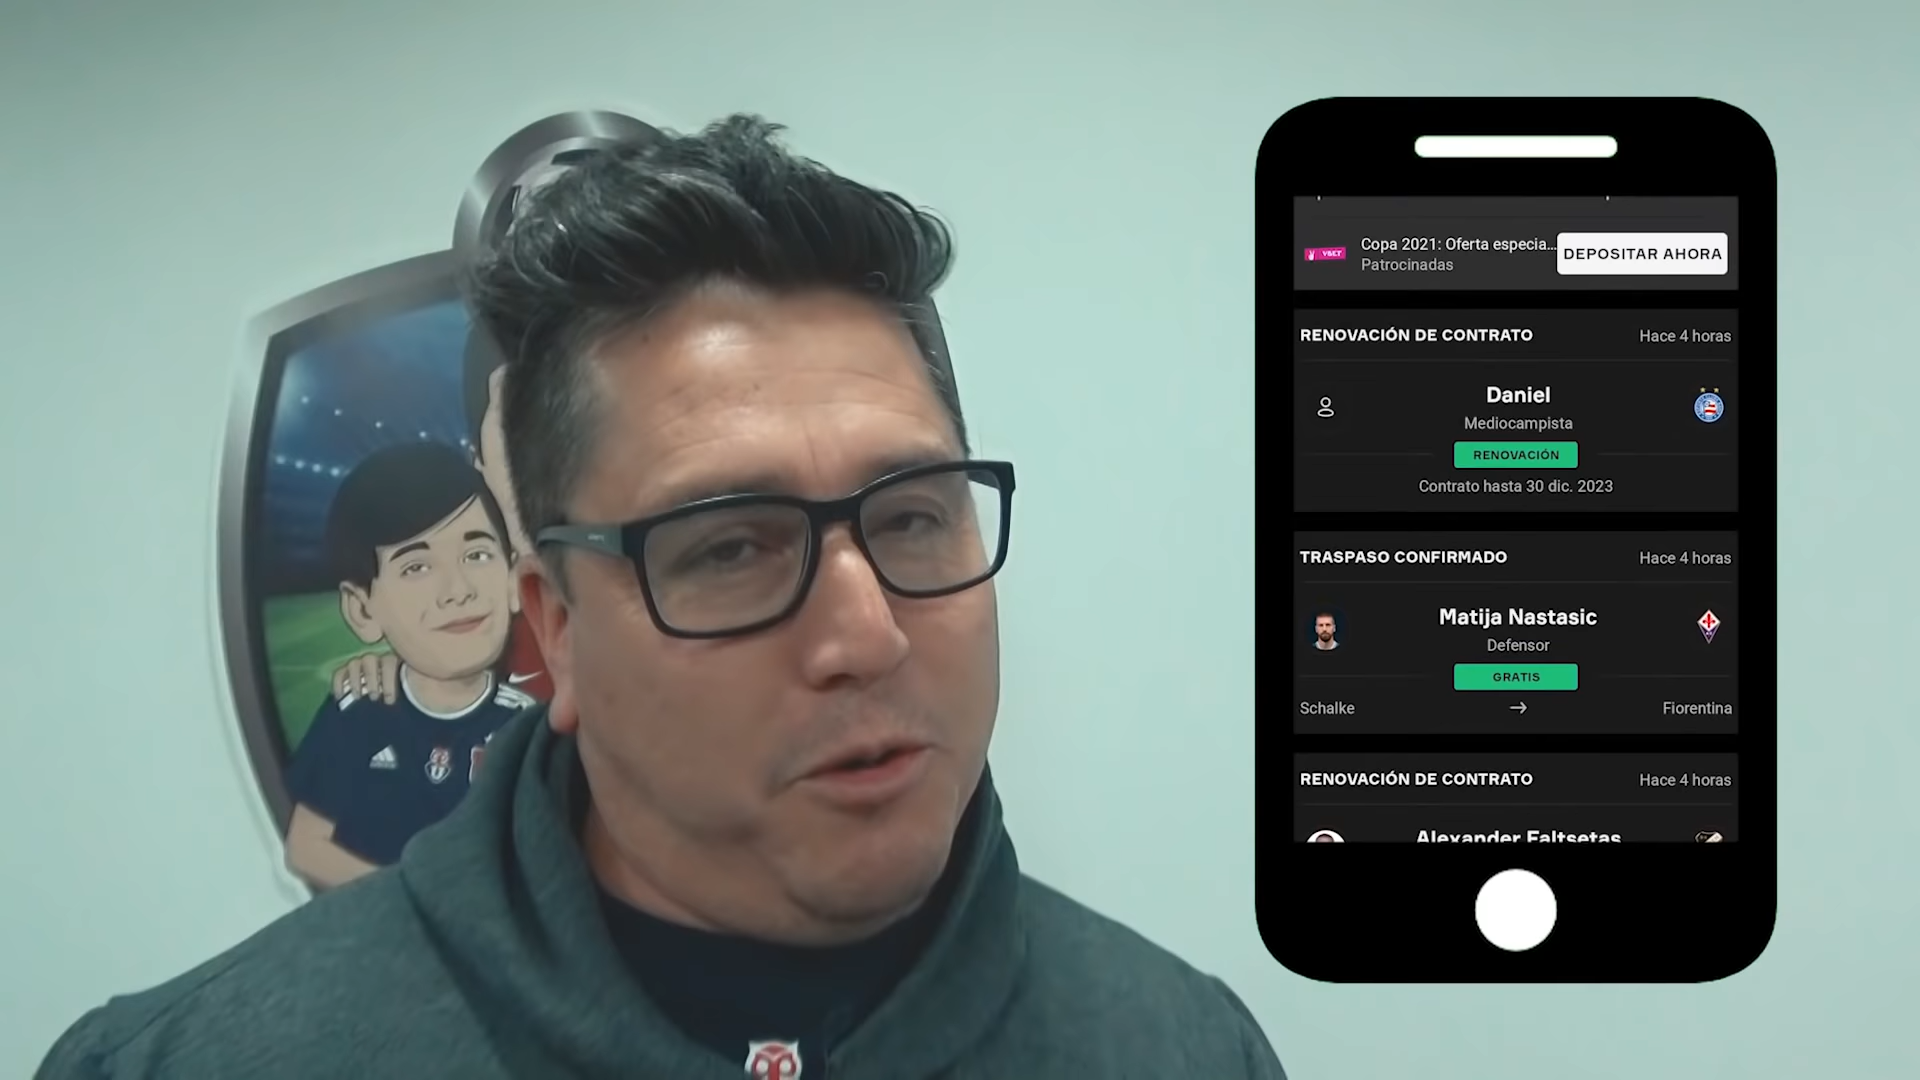 VBET
Copa 2021: Oferta especia...
Patrocinadas
DEPOSITAR AHORA
RENOVACIÓN DE CONTRATO
Hace 4 horas
Daniel
Mediocampista
RENOVACIÓN
Contrato hasta 30 dic. 2023
TRASPASO CONFIRMADO
Hace 4 horas
Matija Nastasic
Defensor
GRATIS
Schalke
→
Fiorentina
RENOVACIÓN DE CONTRATO
Hace 4 horas
Alexander Faltsetas